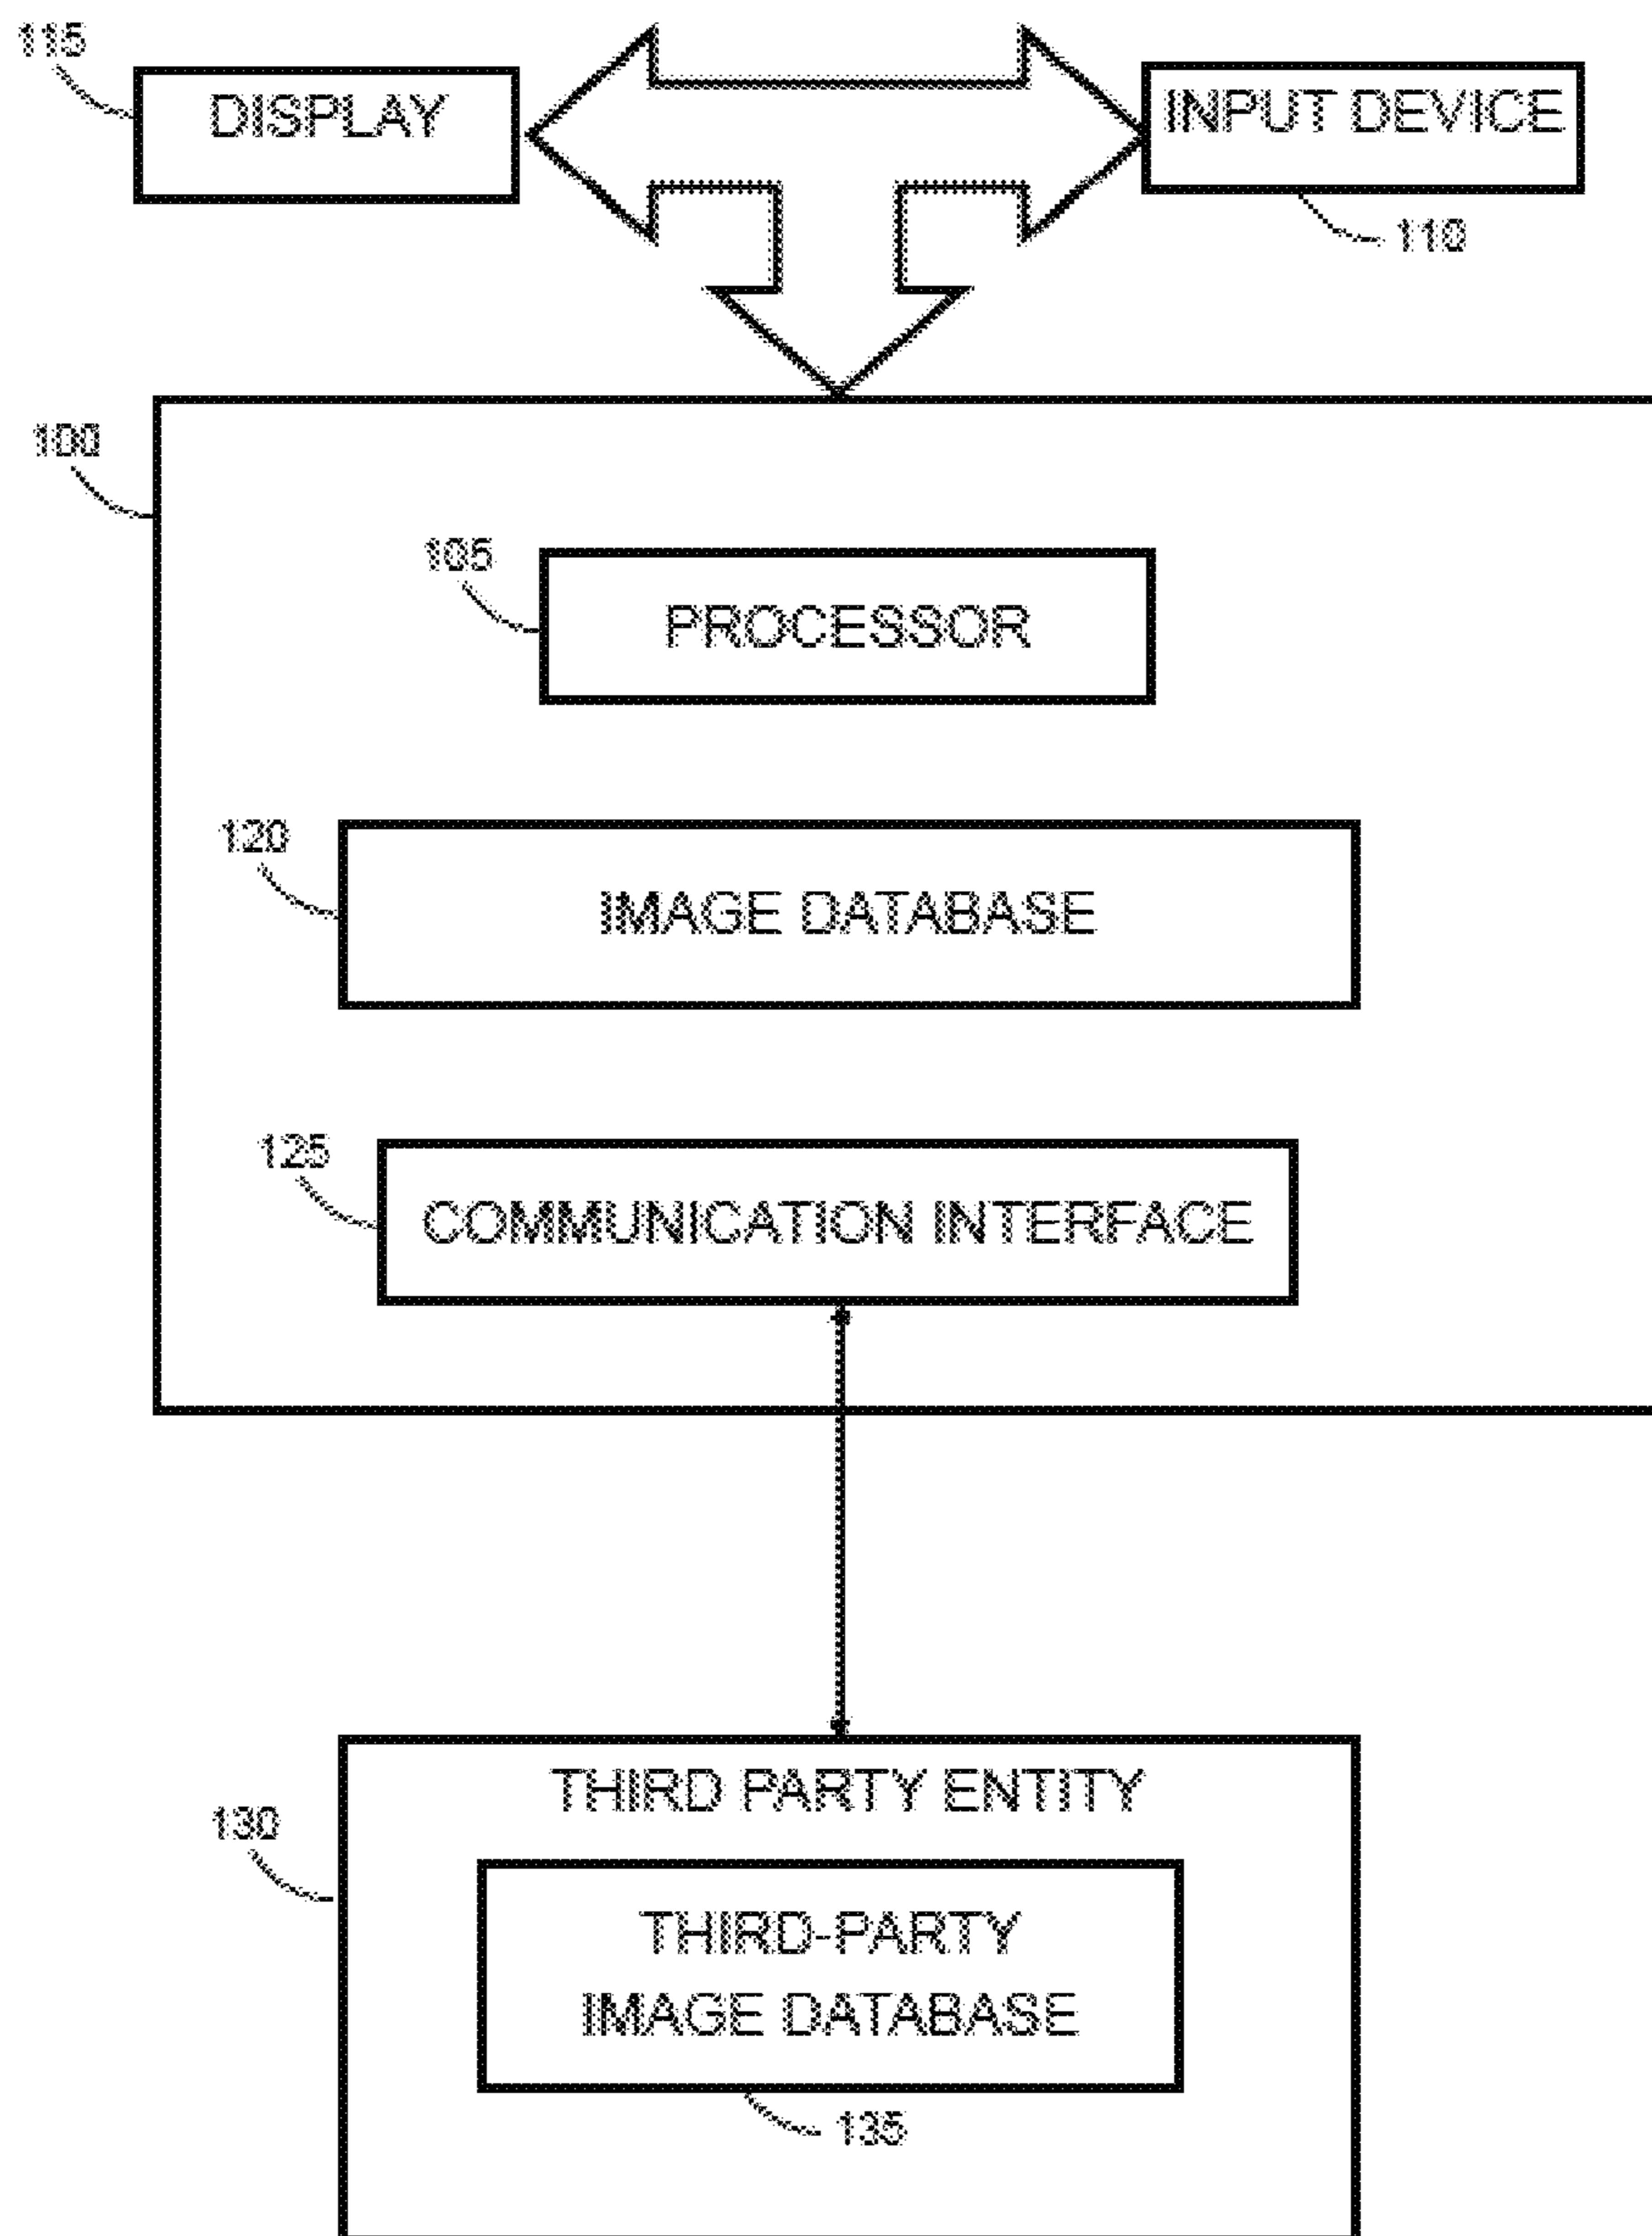 115
DISPLAY
INPUT DEVICE
110
100
105
PROCESSOR
120
IMAGE DATABASE
125
COMMUNICATION INTERFACE
THIRD PARTY ENTITY
130
THIRD-PARTY
IMAGE DATABASE
135